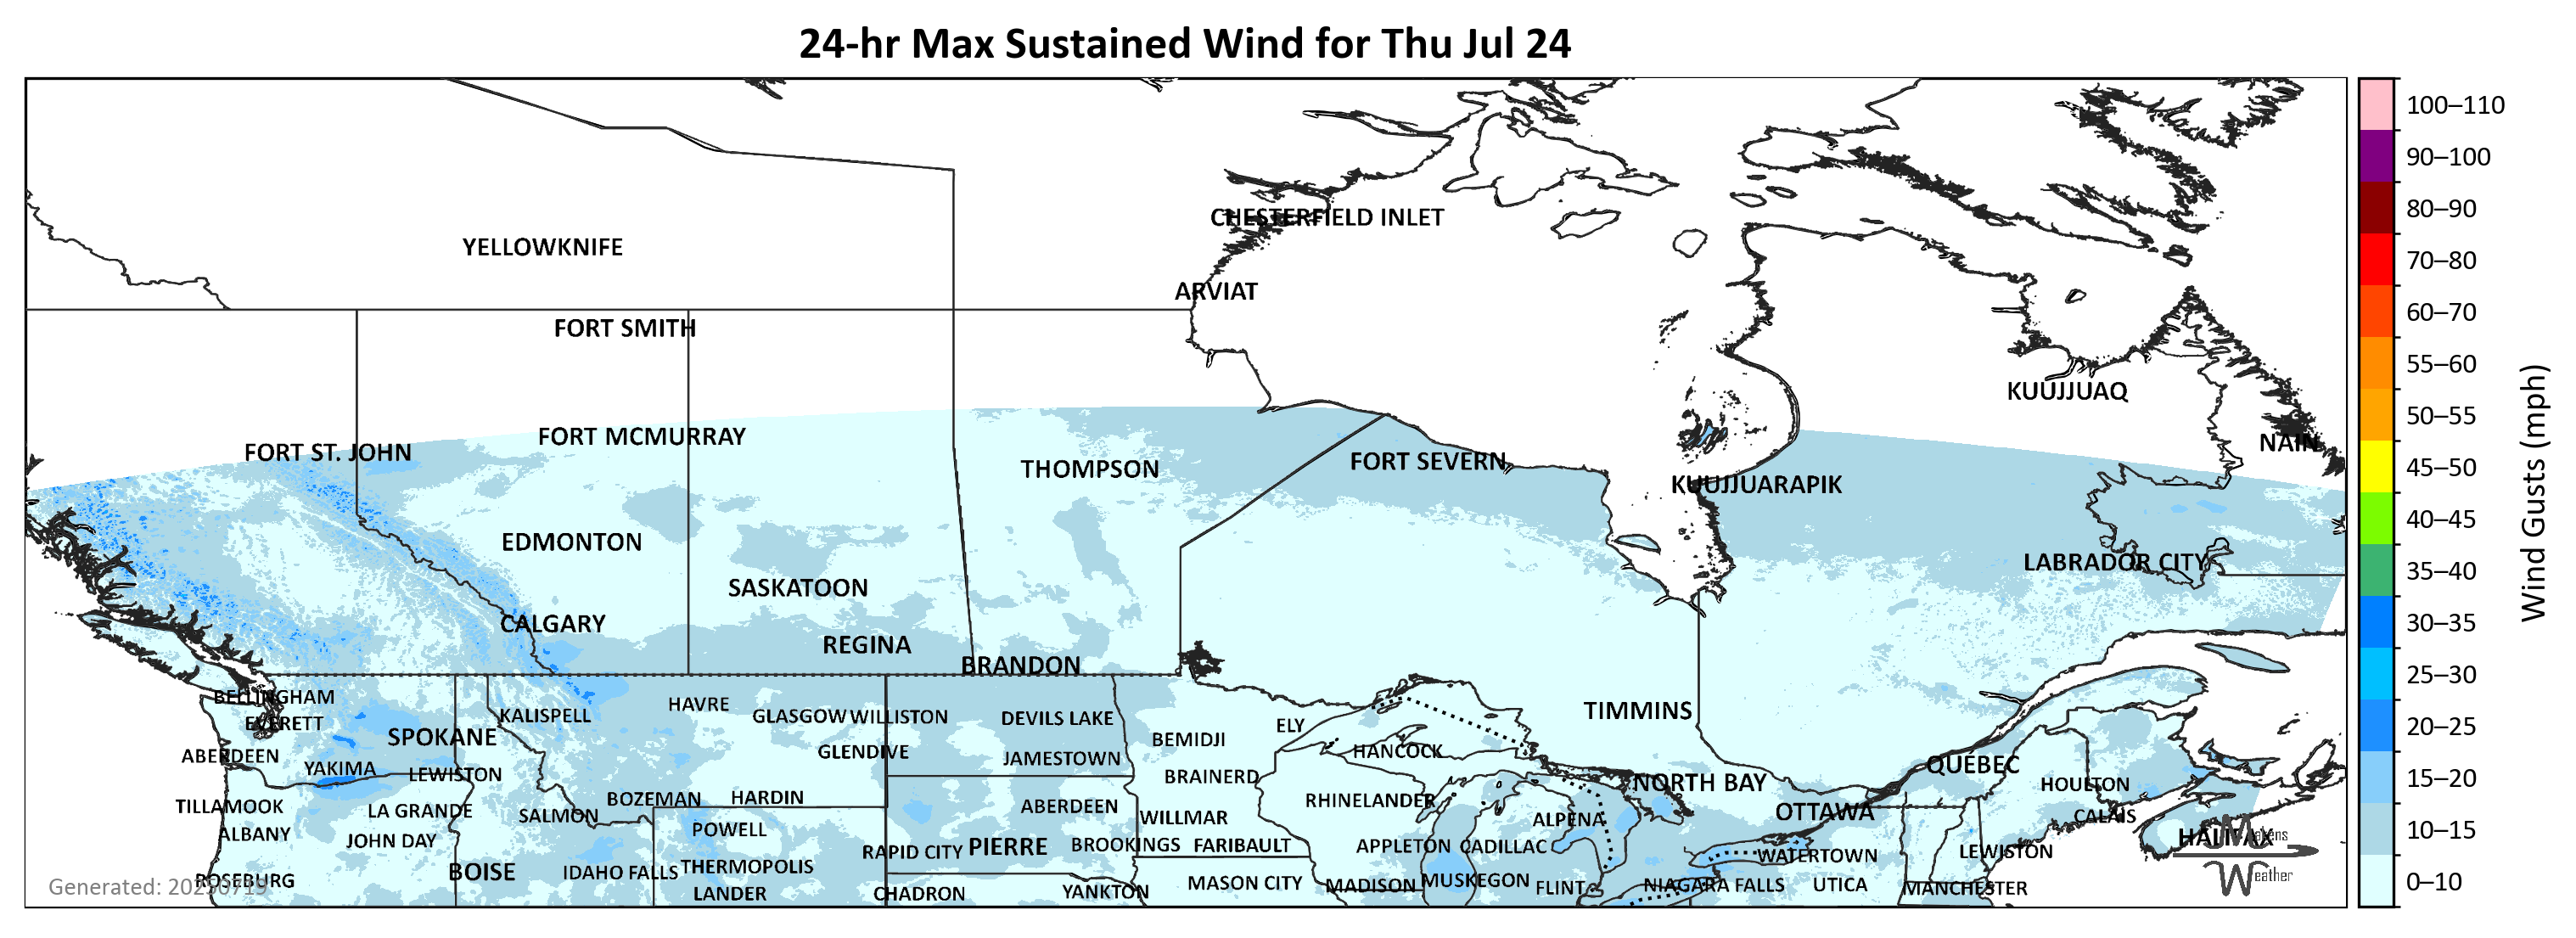 24-hr Max Sustained Wind for Thu Jul 24
100–110
90–100
80–90
CHESTERFIELD INLET
YELLOWKNIFE
70–80
ARVIAT
60–70
FORT SMITH
55–60
KUUJJUAQ
50–55
FORT MCMURRAY
NAIN
FORT ST. JOHN
FORT SEVERN
THOMPSON
45–50
KUUJJUARAPIK
Wind Gusts (mph)
40–45
EDMONTON
LABRADOR CITY
35–40
SASKATOON
CALGARY
30–35
REGINA
BRANDON
25–30
BELLINGHAM
HAVRE
TIMMINS
KALISPELL
GLASGOW
WILLISTON
DEVILS LAKE
EVERETT
ELY
20–25
SPOKANE
BEMIDJI
HANCOCK
GLENDIVE
ABERDEEN
JAMESTOWN
QUÉBEC
YAKIMA
LEWISTON
BRAINERD
15–20
NORTH BAY
HOULTON
BOZEMAN
HARDIN
RHINELANDER
TILLAMOOK
ABERDEEN
LA GRANDE
OTTAWA
SALMON
WILLMAR
CALAIS
ALPENA
10–15
POWELL
ALBANY
HALIFAX
Makens
JOHN DAY
BROOKINGS
FARIBAULT
APPLETON
CADILLAC
PIERRE
RAPID CITY
LEWISTON
WATERTOWN
THERMOPOLIS
BOISE
IDAHO FALLS
Weather
ROSEBURG
MUSKEGON
0–10
MASON CITY
MADISON
NIAGARA FALLS
UTICA
Generated: 20250719
FLINT
MANCHESTER
YANKTON
LANDER
CHADRON